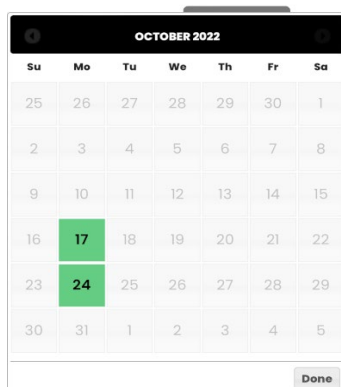 OCTOBER 2022
Su Mo Tu We Th Fr Sa
25 26 27 28 29 30 1
2 3 4 5 6 7 8
9 10 11 12 13 14 15
16 17 18 19 20 21 22
23 24 25 26 27 28 29
30 31 1 2 3 4 5
Done